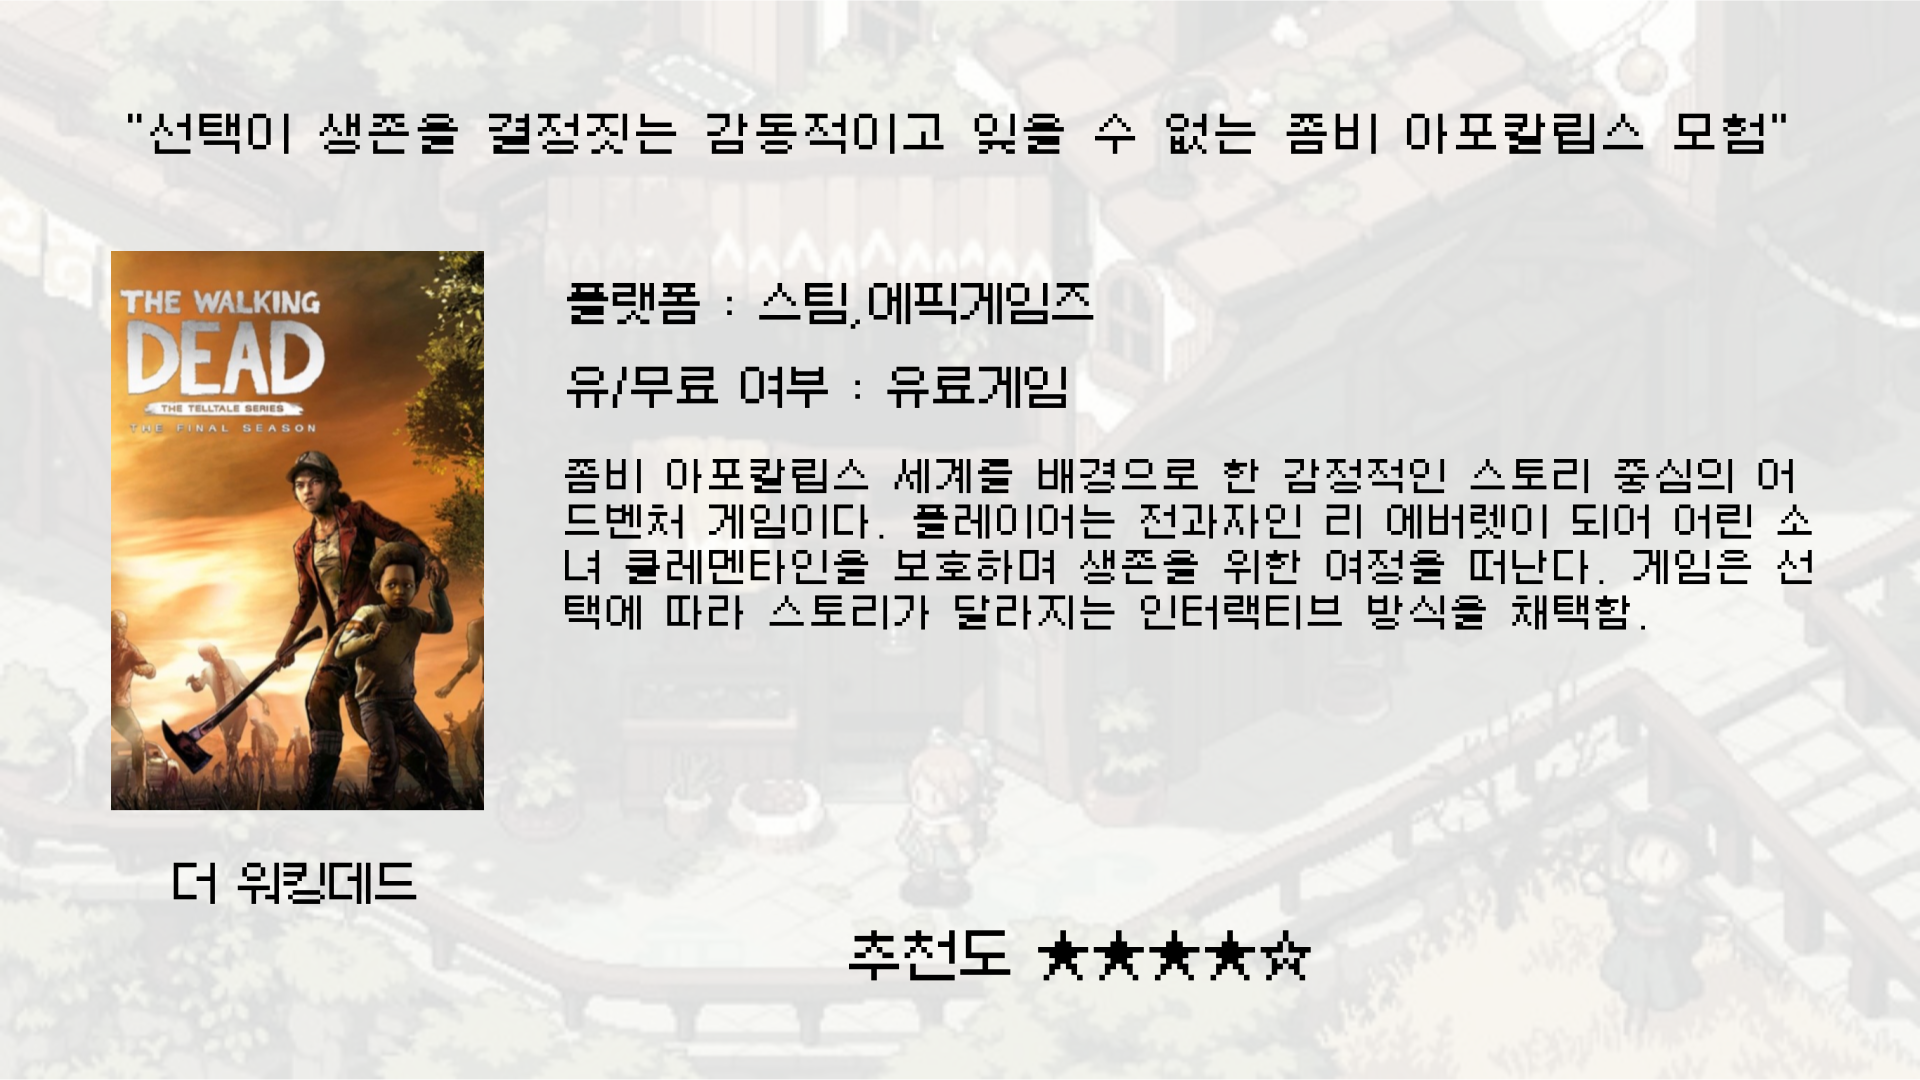 "선택이 생존을 결정짓는 감동적이고 잊을 수 없는 좀비 아포칼립스 모험"
THE WALKING
DEAD
THE TELLTALE SERIES
THE FINAL SEASON
플랫폼 : 스팀,에픽게임즈
유/무료 여부 : 유료게임
좀비 아포칼립스 세계를 배경으로 한 감정적인 스토리 중심의 어
드벤처 게임이다. 플레이어는 전과자인 리 에버렛이 되어 어린 소
녀 클레멘타인을 보호하며 생존을 위한 여정을 떠난다. 게임은 선
택에 따라 스토리가 달라지는 인터랙티브 방식을 채택함.
더 워킹데드
추천도 ★★★★☆